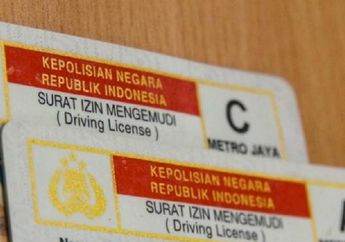 KEPOLISIAN NEGARA
REPUBLIK INDONESIA
SURAT IZIN MENGEMUDI
( Driving License )
C
METRO JAYA
KEPOLISIAN NEGARA
REPUBLIK INDONESIA
SURAT IZIN MENGEMUDI
( Driving License )